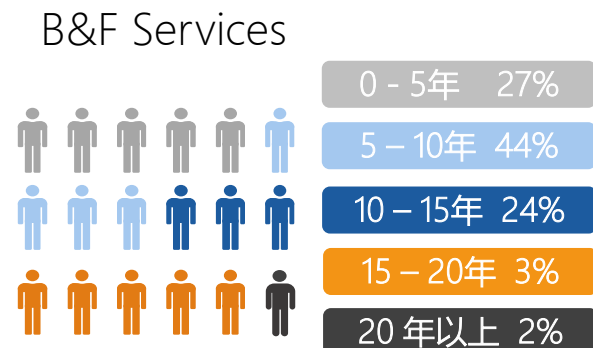 B&F Services
0 - 5年 27%
5 – 10年 44%
10 – 15年 24%
15 – 20年 3%
20 年以上 2%